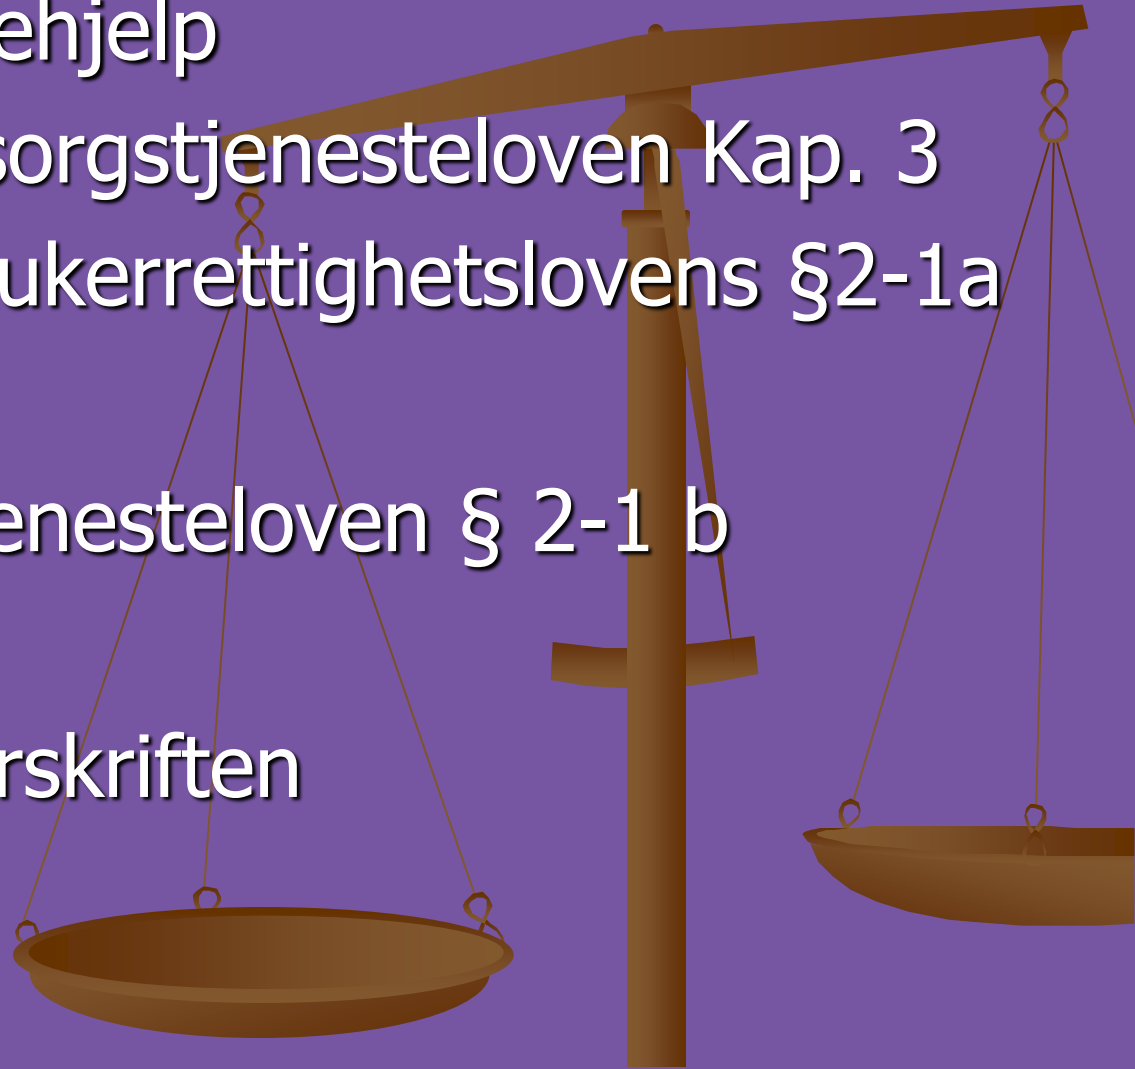 ehjelp
sorgstjenesteloven Kap. 3
ukerrettighetslovens §2-1a
enesteloven § 2-1 b
rskriften